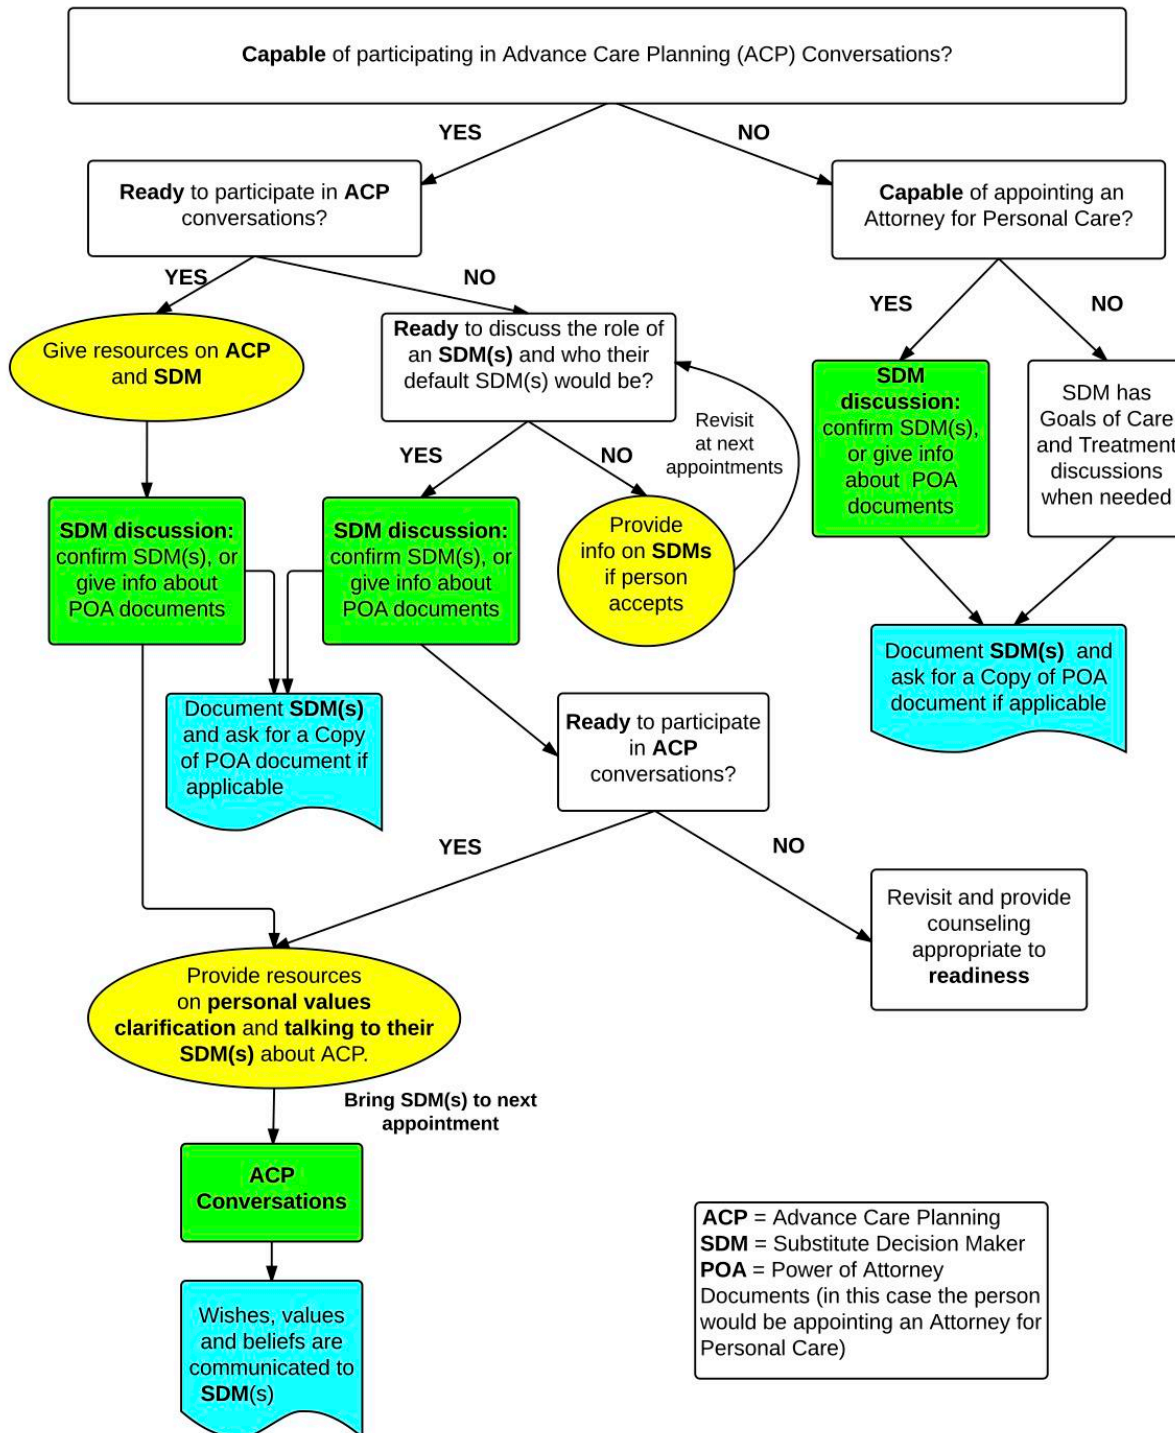 Capable of participating in Advance Care Planning (ACP) Conversations?
YES
NO
Ready to participate in ACP
conversations?
Capable of appointing an
Attorney for Personal Care?
YES
NO
YES
NO
Give resources on ACP
and SDM
Ready to discuss the role of
an SDM(s) and who their
default SDM(s) would be?
Revisit
at next
appointments
SDM
discussion:
confirm SDM(s),
or give info
about POA
documents
SDM has
Goals of Care
and Treatment
discussions
when needed
YES
NO
SDM discussion:
confirm SDM(s), or
give info about
POA documents
SDM discussion:
confirm SDM(s), or
give info about
POA documents
Provide
info on SDMs
if person
accepts
Document SDM(s) and
ask for a Copy of POA
document if applicable
Document SDM(s)
and ask for a Copy
of POA document if
applicable
Ready to participate
in ACP
conversations?
YES
NO
Revisit and provide
counseling
appropriate to
readiness
Provide resources
on personal values
clarification and talking to their
SDM(s) about ACP.
Bring SDM(s) to next
appointment
ACP
Conversations
Wishes, values
and beliefs are
communicated to
SDM(s)
ACP = Advance Care Planning
SDM = Substitute Decision Maker
POA = Power of Attorney
Documents (in this case the person
would be appointing an Attorney for
Personal Care)